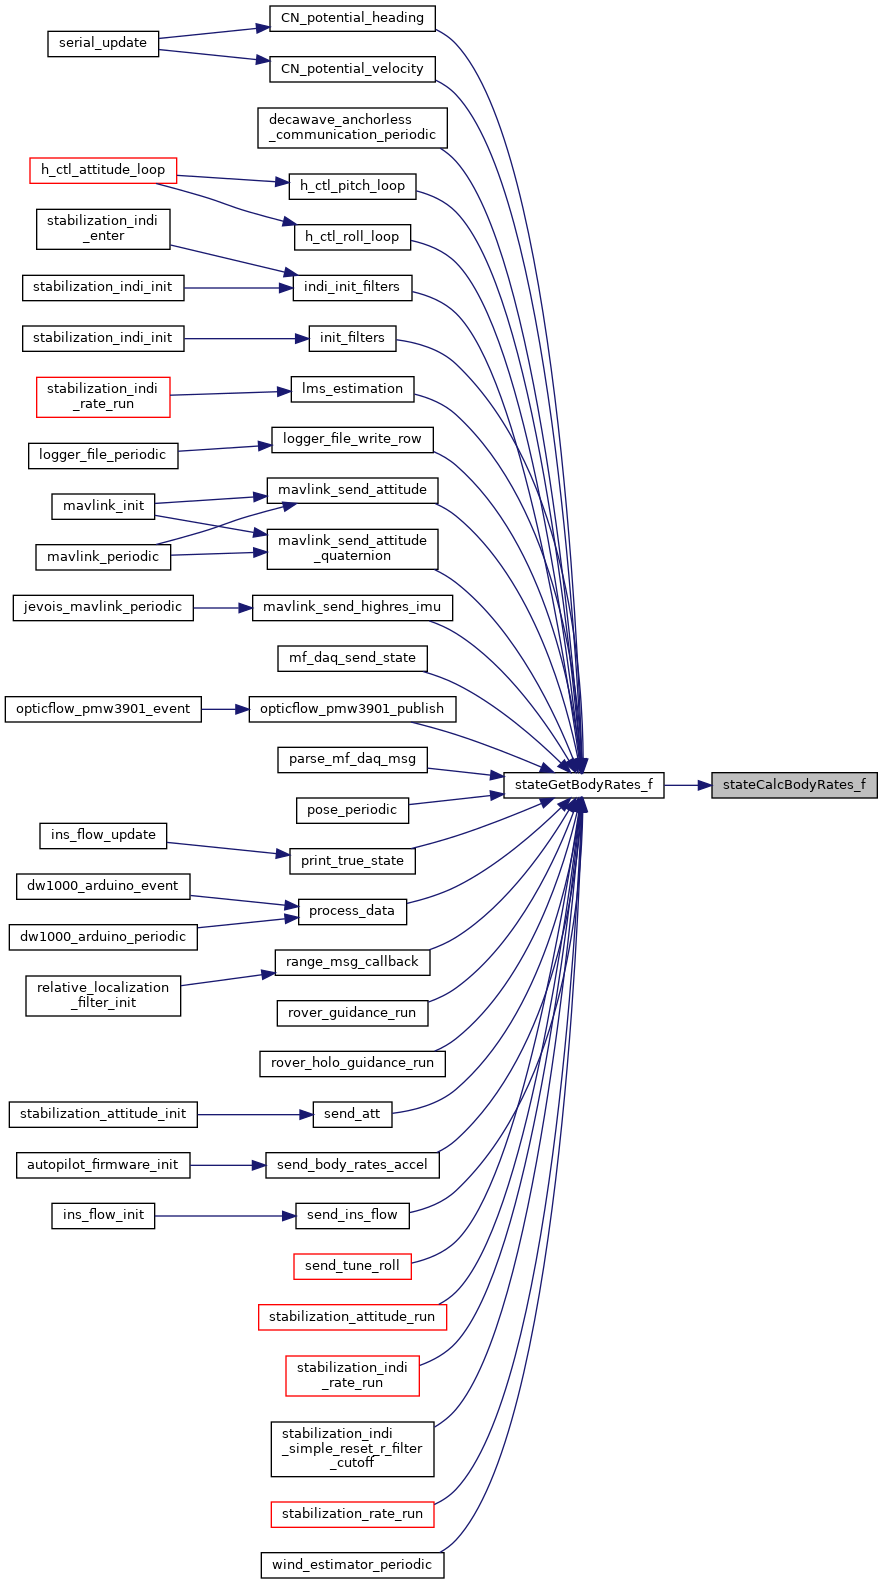 CN_potential_heading
serial_update
CN_potential_velocity
decawave_anchorless
_communication_periodic
h_ctl_attitude_loop
h_ctl_pitch_loop
stabilization_indi
_enter
h_ctl_roll_loop
stabilization_indi_init
indi_init_filters
stabilization_indi_init
init_filters
stabilization_indi
_rate_run
lms_estimation
logger_file_periodic
logger_file_write_row
mavlink_init
mavlink_send_attitude
mavlink_periodic
mavlink_send_attitude
_quaternion
jevois_mavlink_periodic
mavlink_send_highres_imu
mf_daq_send_state
opticflow_pmw3901_event
opticflow_pmw3901_publish
parse_mf_daq_msg
stateGetBodyRates_f
stateCalcBodyRates_f
pose_periodic
ins_flow_update
print_true_state
dw1000_arduino_event
process_data
dw1000_arduino_periodic
range_msg_callback
relative_localization
_filter_init
rover_guidance_run
rover_holo_guidance_run
stabilization_attitude_init
send_att
autopilot_firmware_init
send_body_rates_accel
ins_flow_init
send_ins_flow
send_tune_roll
stabilization_attitude_run
stabilization_indi
_rate_run
stabilization_indi
_simple_reset_r_filter
_cutoff
stabilization_rate_run
wind_estimator_periodic